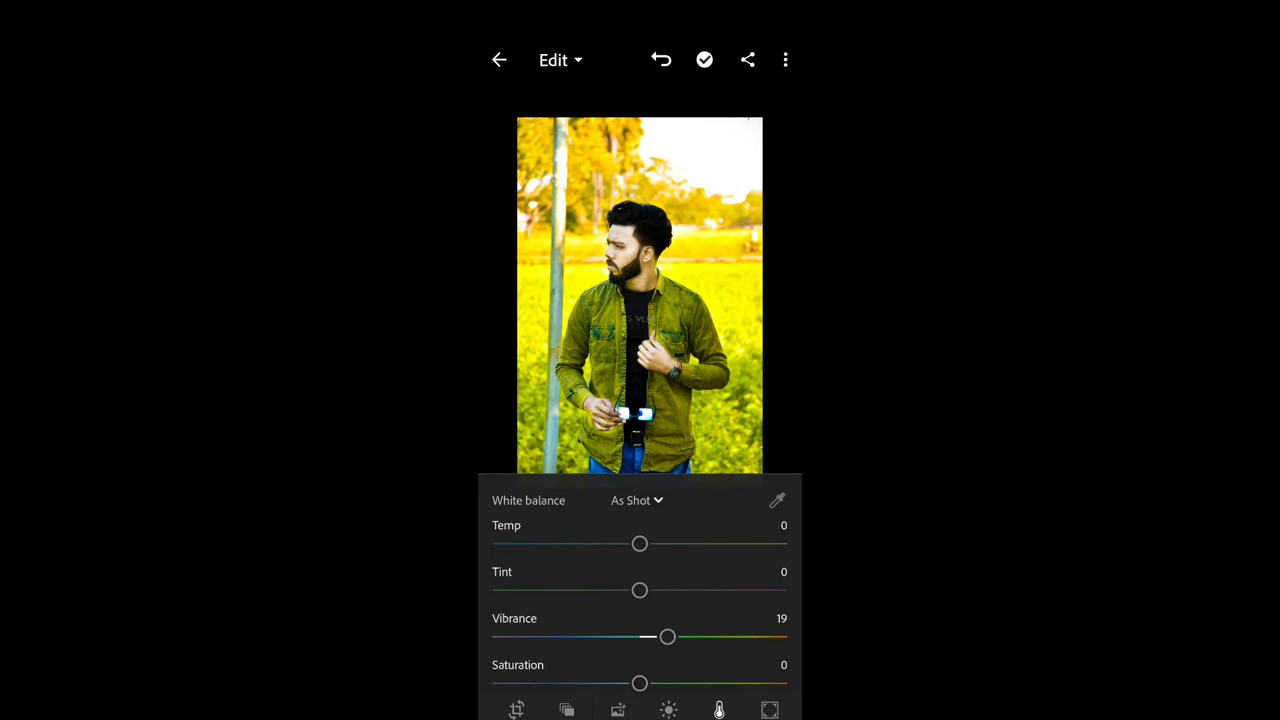 Edit
White balance As Shot
Temp 0
Tint 0
Vibrance 19
Saturation 0